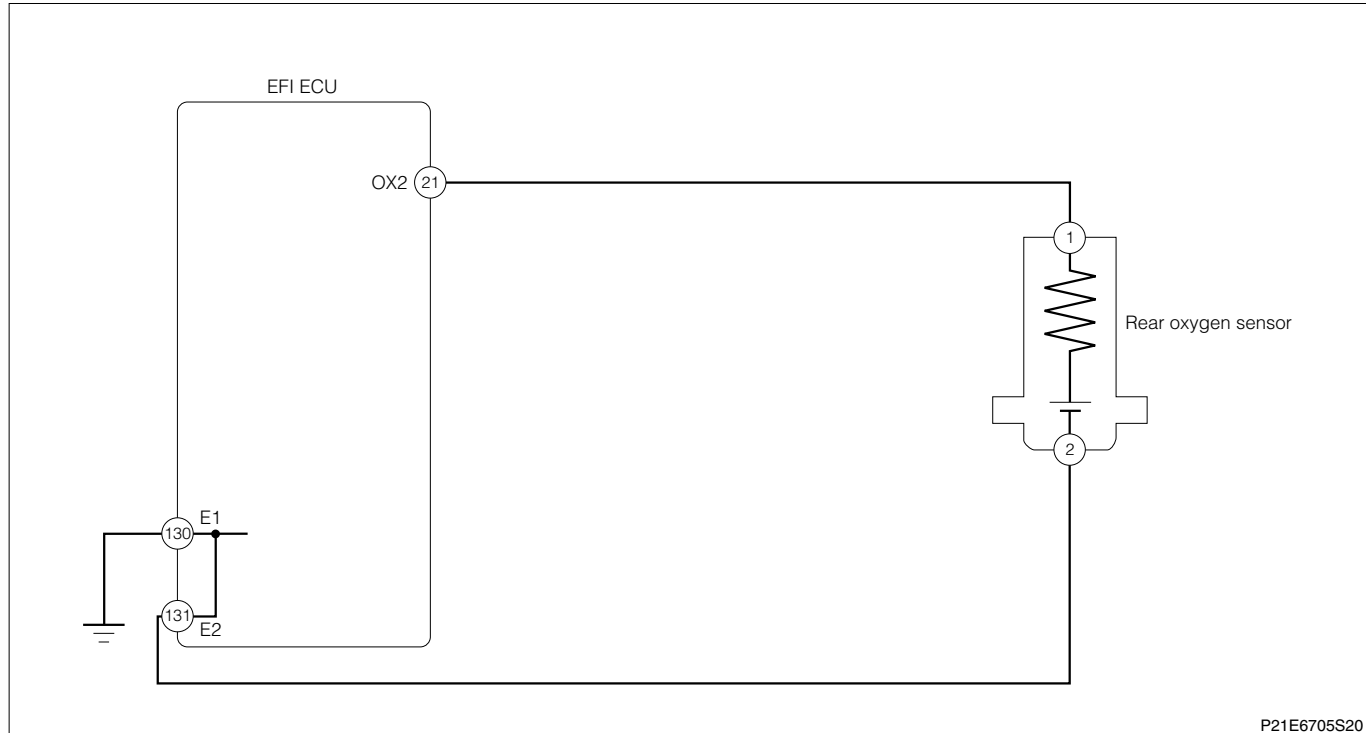 EFI ECU
OX2 21
1
Rear oxygen sensor
2
130 E1
131 E2
P21E6705S20